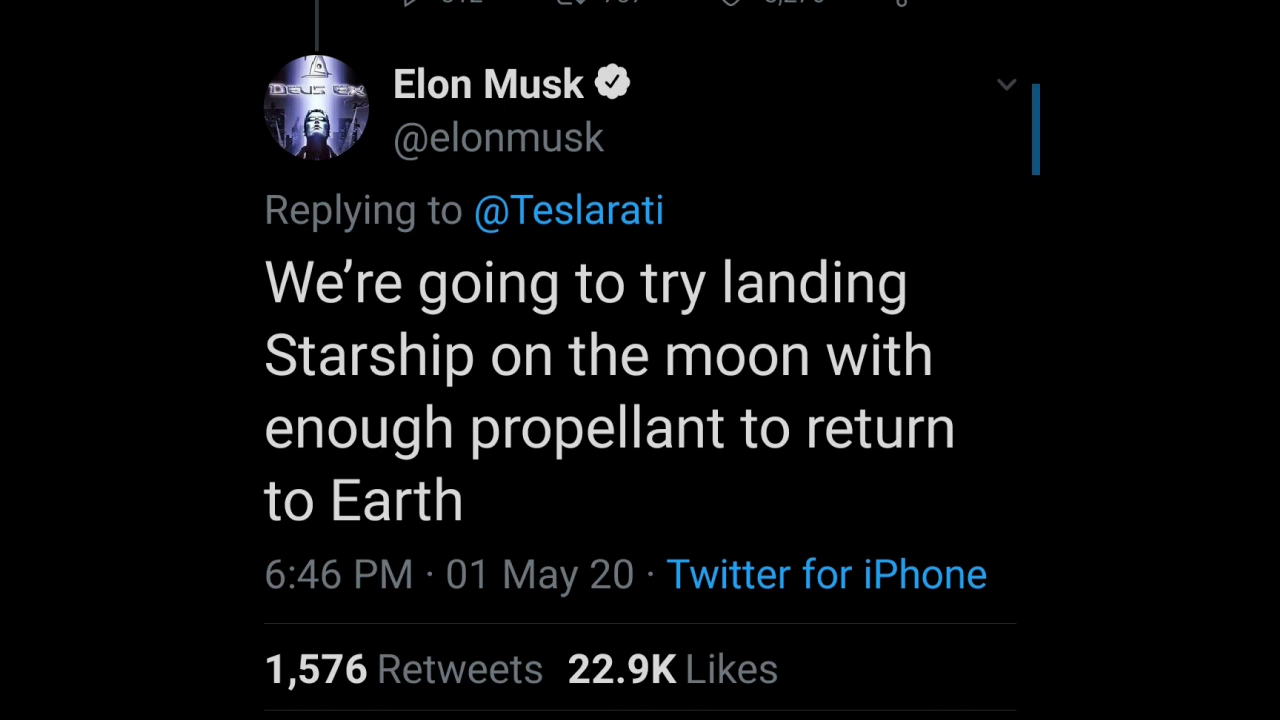 Elon Musk
@elonmusk
DEUS EX
Replying to @Teslarati
We’re going to try landing
Starship on the moon with
enough propellant to return
to Earth
6:46 PM · 01 May 20 · Twitter for iPhone
1,576 Retweets 22.9K Likes